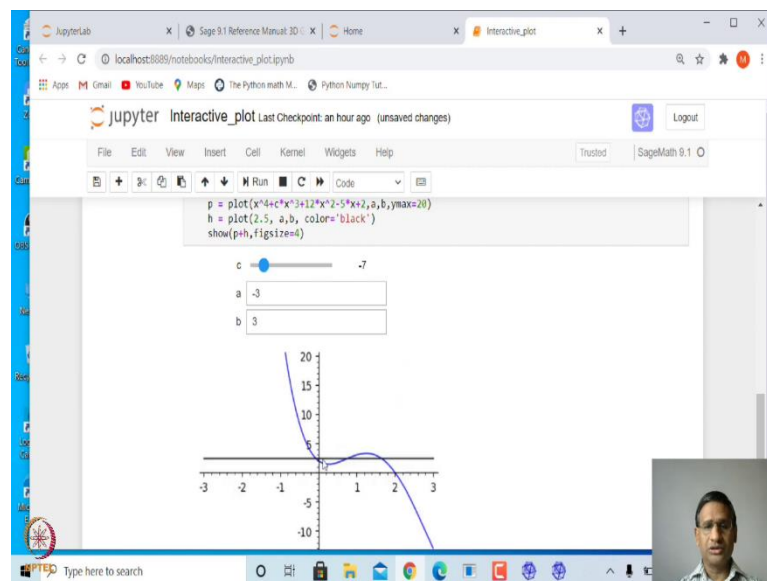 JupyterLab
Sage 9.1 Reference Manual: 3D
Home
Interactive_plot
localhost:8889/notebooks/Interactive_plot.ipynb
Apps Gmail YouTube Maps The Python math M... Python Numpy Tut...
Jupyter Interactive_plot Last Checkpoint: an hour ago (unsaved changes)
Logout
File Edit View Insert Cell Kernel Widgets Help
Trusted SageMath 9.1
Run Code
p = plot(x^4+c*x^3+12*x^2-5*x+2,a,b,ymax=20)
h = plot(2.5, a,b, color='black')
show(p+h,figsize=4)
c -7
a -3
b 3
20
15
10
5
-3 -2 -1 1 2 3
-5
-10
NPTEL
Type here to search